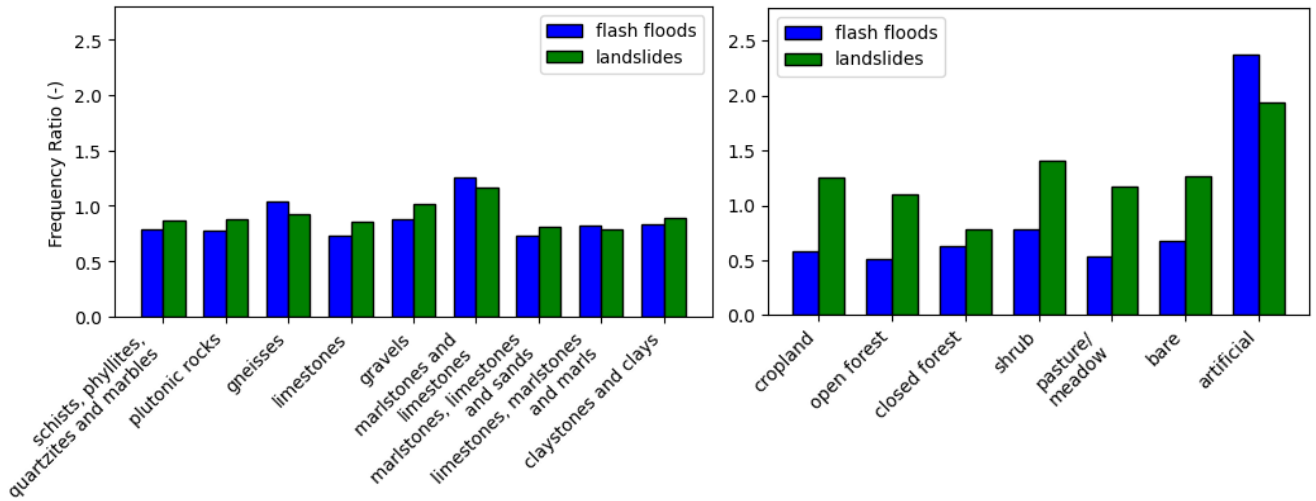 Frequency Ratio (-)
2.5
2.0
1.5
1.0
0.5
0.0
flash floods
landslides
schists, phyllites,
quartzites and marbles
plutonic rocks
gneisses
limestones
gravels
marlstones and
limestones
marlstones, limestones
and sands
limestones, marlstones
and marls
claystones and clays
2.5
2.0
1.5
1.0
0.5
0.0
flash floods
landslides
cropland
open forest
closed forest
shrub
pasture/
meadow
bare
artificial